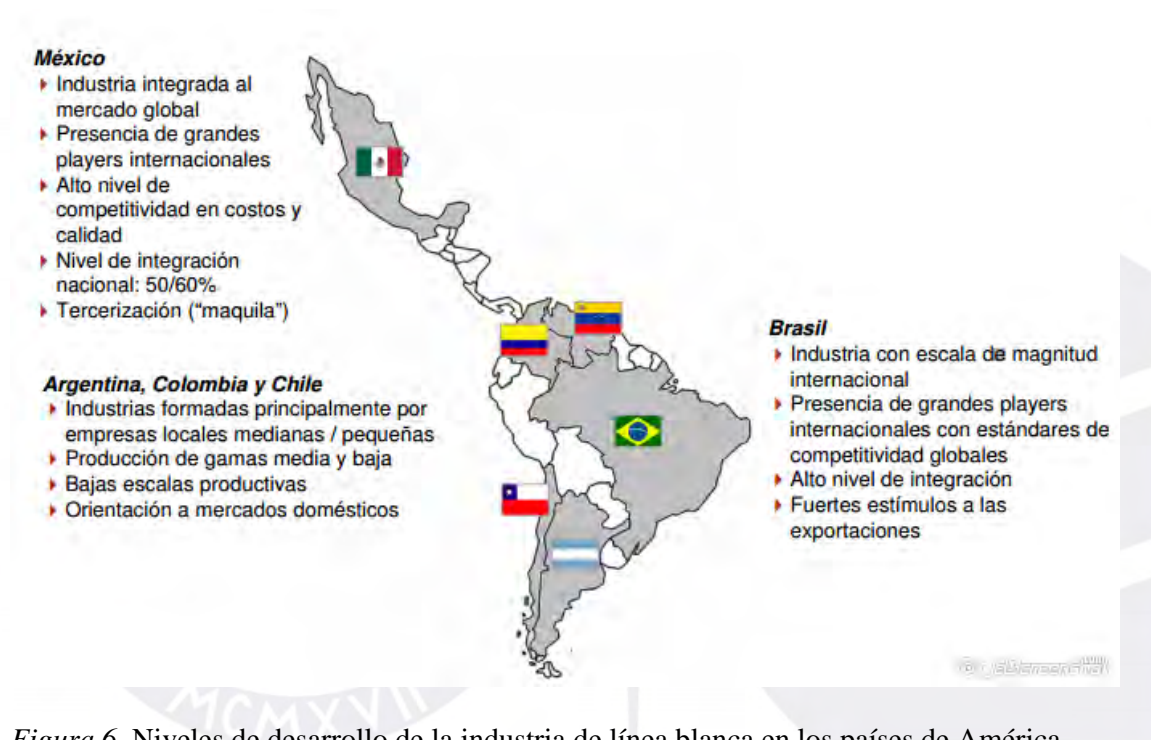 México
Industria integrada al
mercado global
Presencia de grandes
players internacionales
Alto nivel de
competitividad en costos y
calidad
Nivel de integración
nacional: 50/60%
Tercerización (“maquila”)
Argentina, Colombia y Chile
Industrias formadas principalmente por
empresas locales medianas / pequeñas
Producción de gamas media y baja
Bajas escalas productivas
Orientación a mercados domésticos
Brasil
Industria con escala de magnitud
internacional
Presencia de grandes players
internacionales con estándares de
competitividad globales
Alto nivel de integración
Fuertes estímulos a las
exportaciones
MCMXVII
Figura 6. Niveles de desarrollo de la industria de línea blanca en los países de América